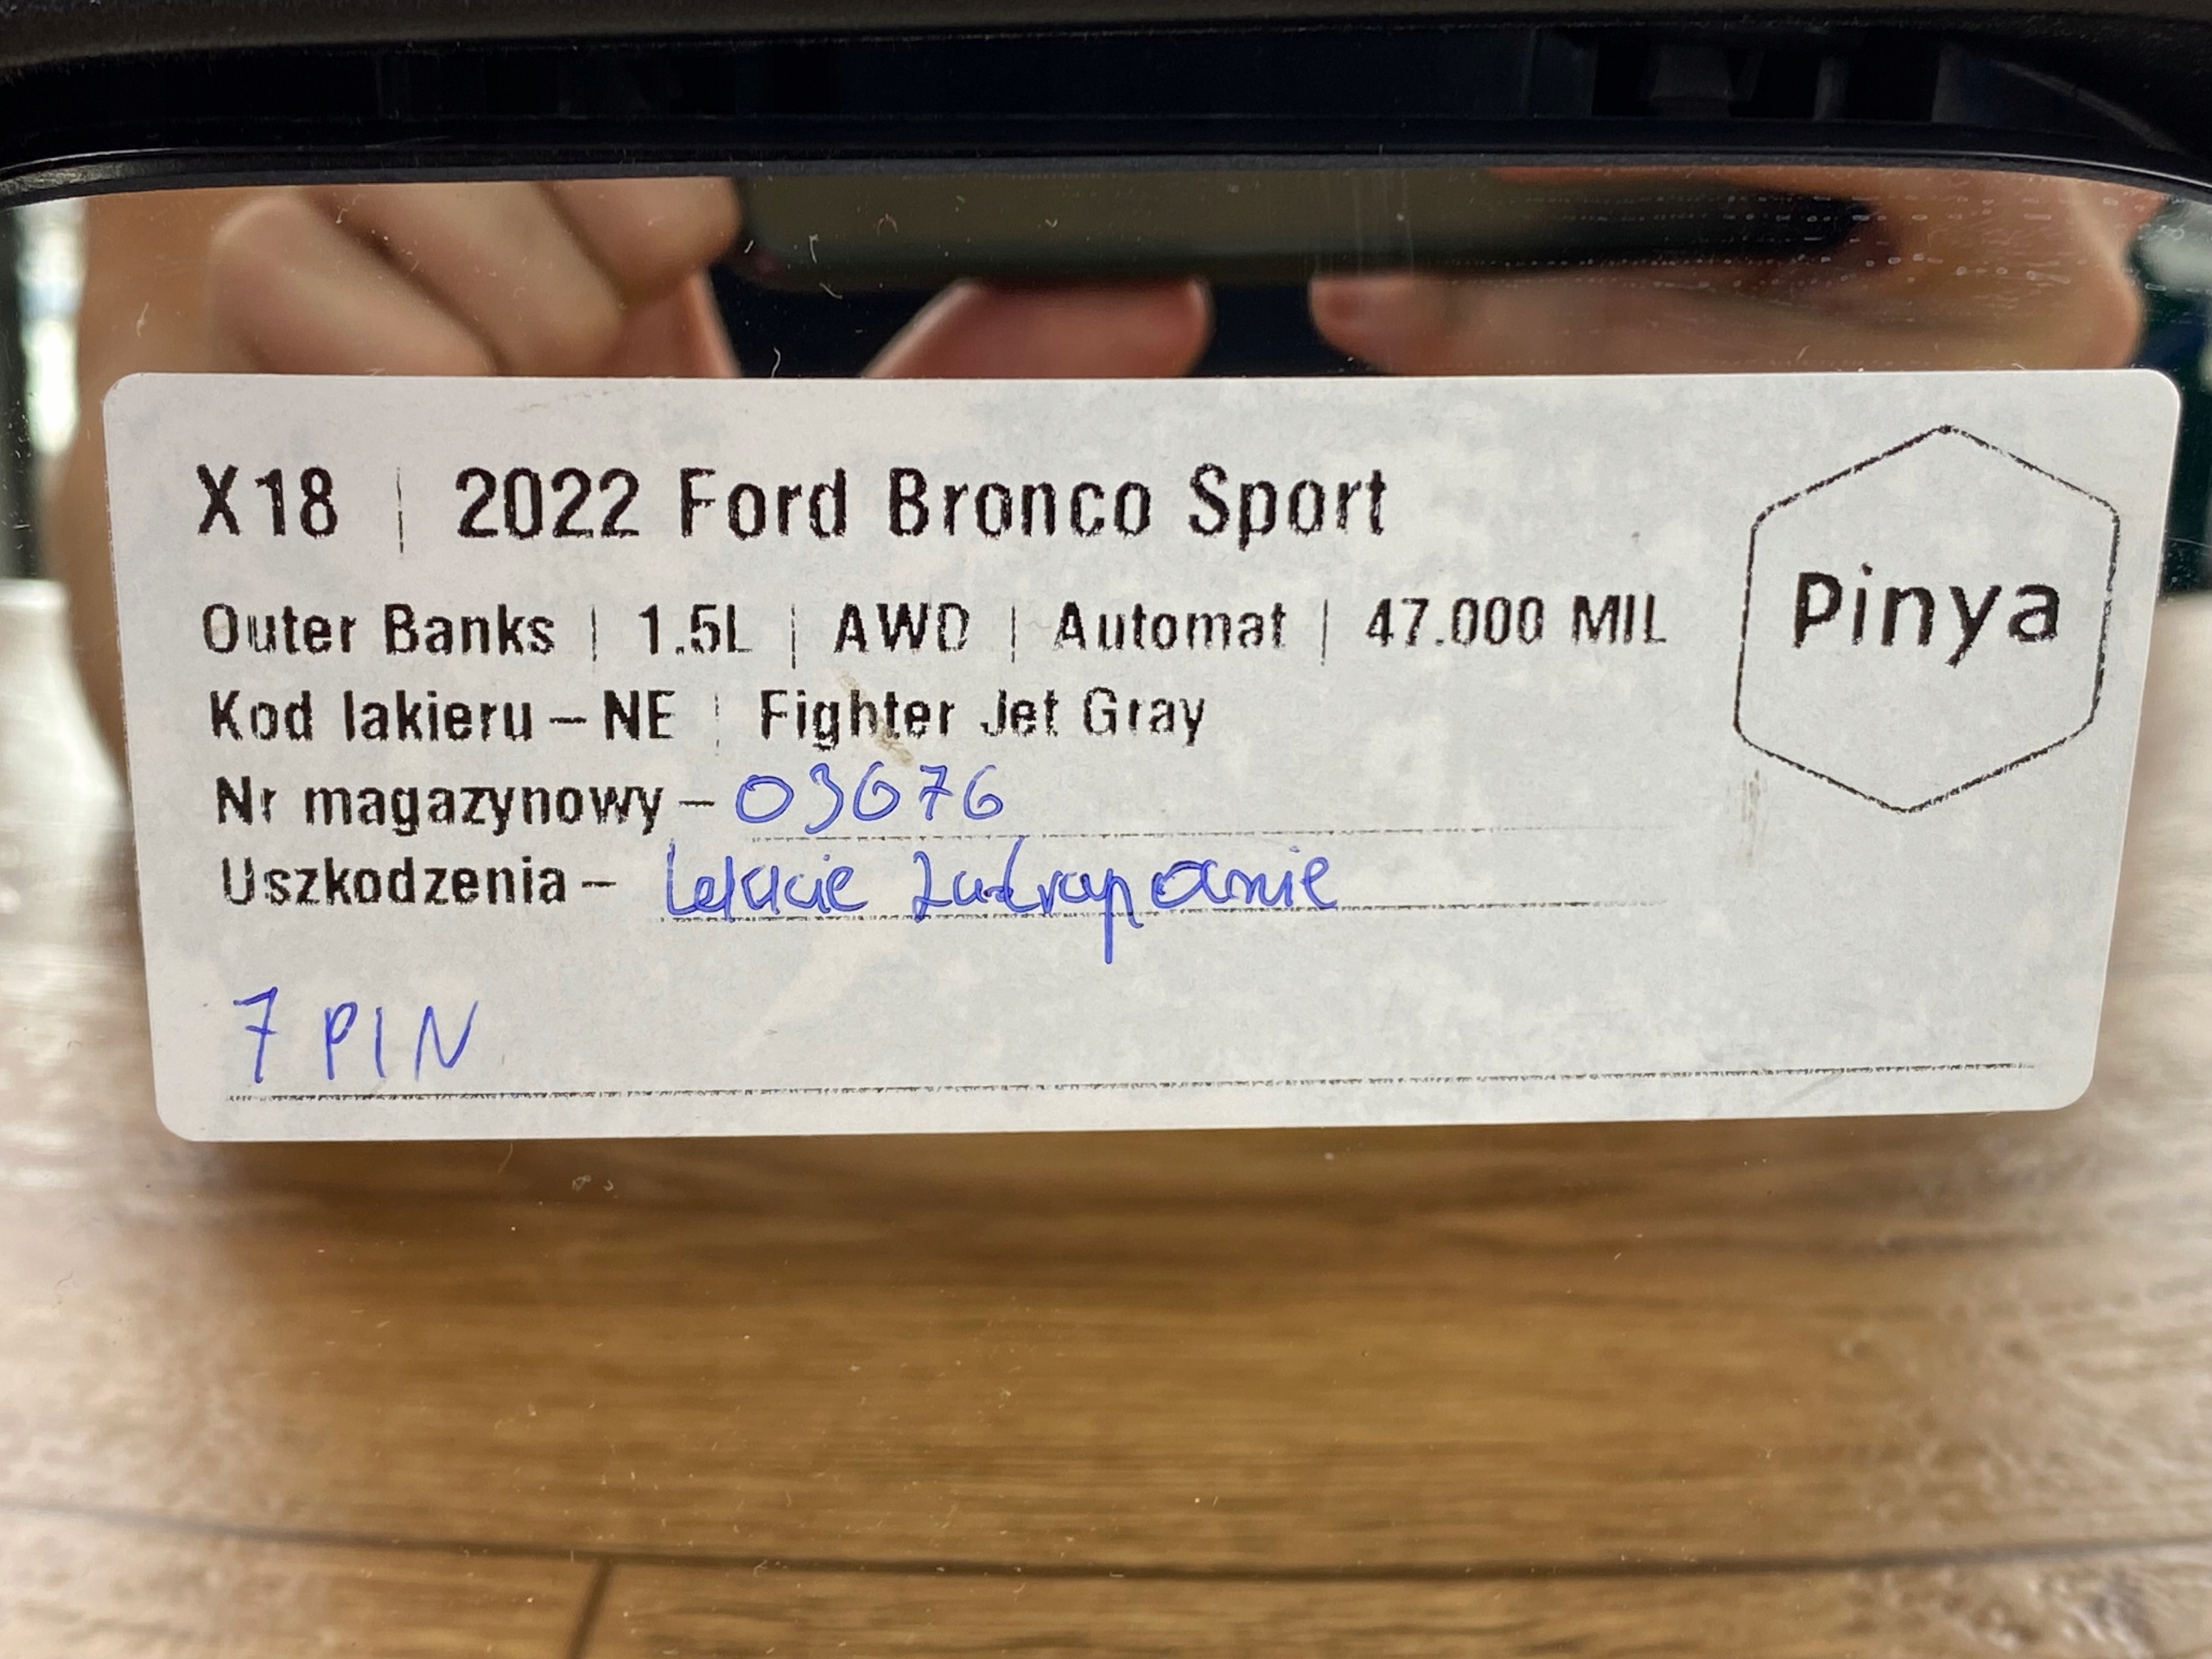 X18 | 2022 Ford Bronco Sport
Pinya
Outer Banks | 1.5L | AWD | Automat | 47.000 MIL
Kod lakieru – NE | Fighter Jet Gray
Nr magazynowy – 03676
Uszkodzenia – Lekkie zadrapanie
7 PIN